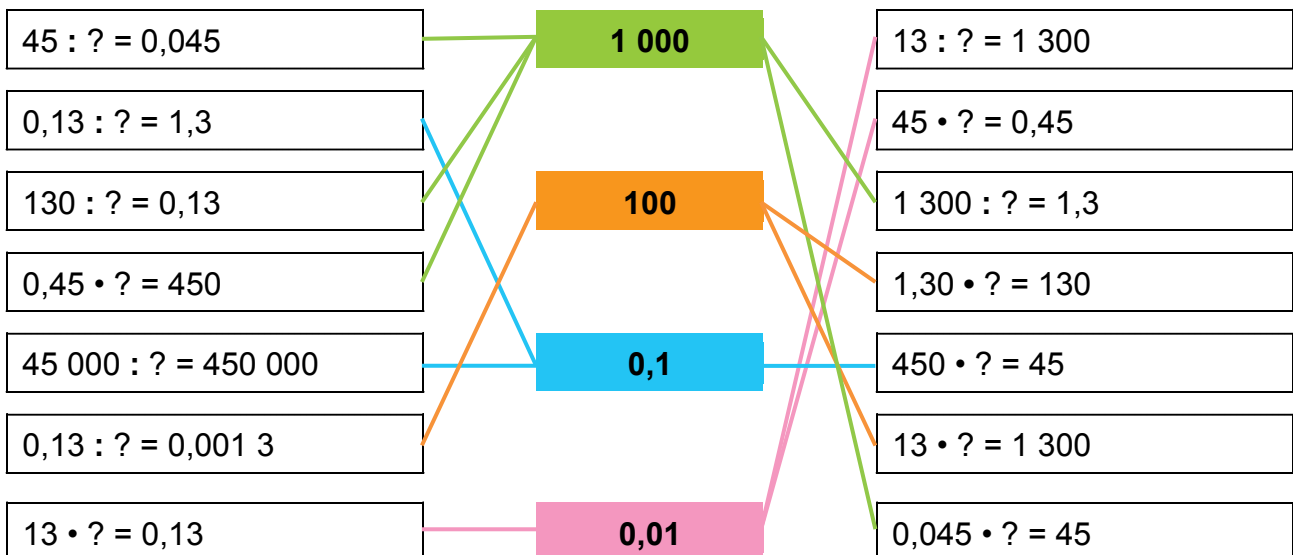 45 : ? = 0,045
1 000
13 : ? = 1 300
0,13 : ? = 1,3
45 • ? = 0,45
130 : ? = 0,13
100
1 300 : ? = 1,3
0,45 • ? = 450
1,30 • ? = 130
45 000 : ? = 450 000
0,1
450 • ? = 45
0,13 : ? = 0,001 3
13 • ? = 1 300
13 • ? = 0,13
0,01
0,045 • ? = 45